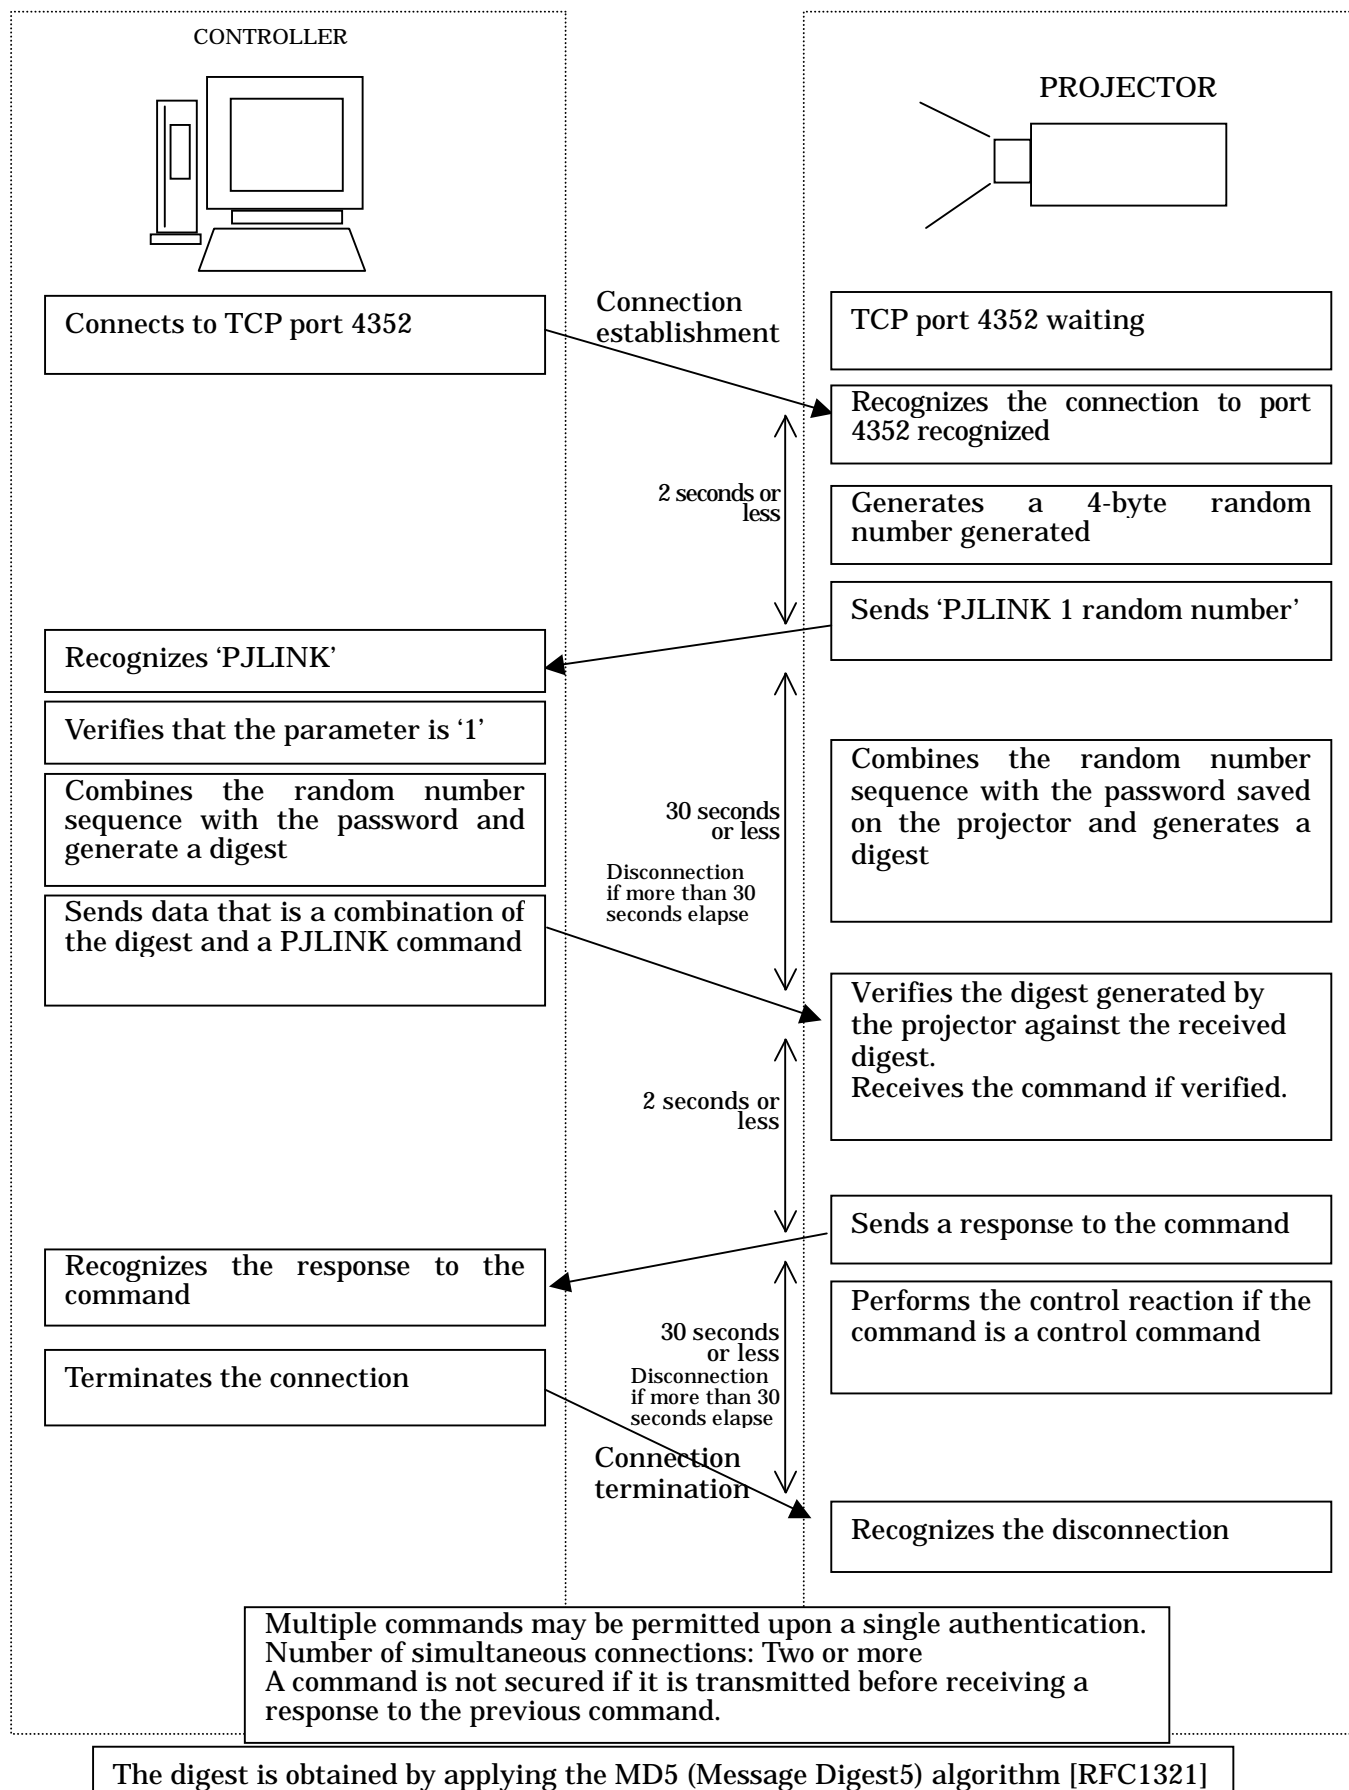 CONTROLLER
PROJECTOR
Connects to TCP port 4352
Connection
establishment
TCP port 4352 waiting
Recognizes the connection to port
4352 recognized
2 seconds or
less
Generates a 4-byte random
number generated
Sends ‘PJLINK 1 random number’
Recognizes ‘PJLINK’
Verifies that the parameter is ‘1’
Combines the random number
sequence with the password and
generate a digest
30 seconds
or less
Disconnection
if more than 30
seconds elapse
Combines the random number
sequence with the password saved
on the projector and generates a
digest
Sends data that is a combination of
the digest and a PJLINK command
Verifies the digest generated by
the projector against the received
digest.
Receives the command if verified.
2 seconds or
less
Sends a response to the command
Recognizes the response to the
command
Performs the control reaction if the
command is a control command
30 seconds
or less
Disconnection
if more than 30
seconds elapse
Terminates the connection
Connection
termination
Recognizes the disconnection
Multiple commands may be permitted upon a single authentication.
Number of simultaneous connections: Two or more
A command is not secured if it is transmitted before receiving a
response to the previous command.
The digest is obtained by applying the MD5 (Message Digest5) algorithm [RFC1321]